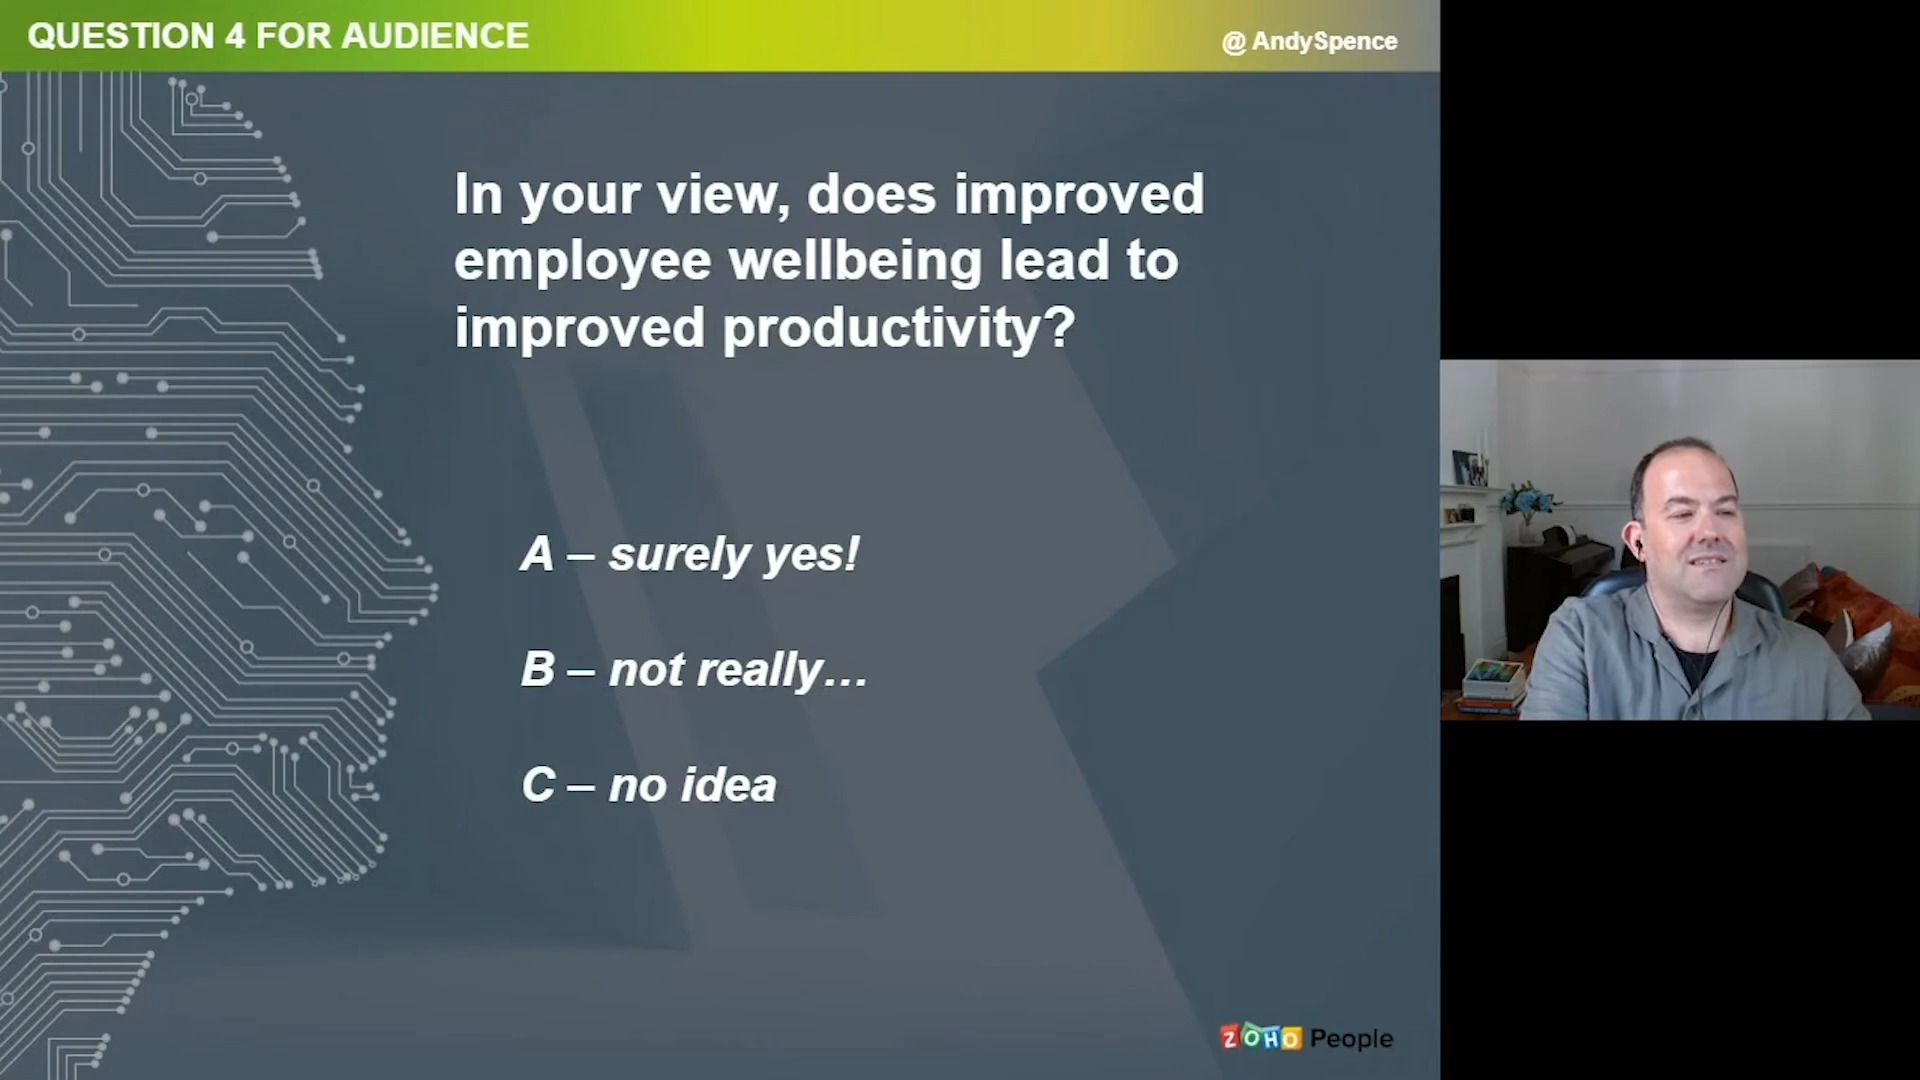 QUESTION 4 FOR AUDIENCE
@AndySpence
In your view, does improved
employee wellbeing lead to
improved productivity?
A – surely yes!
B – not really…
C – no idea
ZOHO People